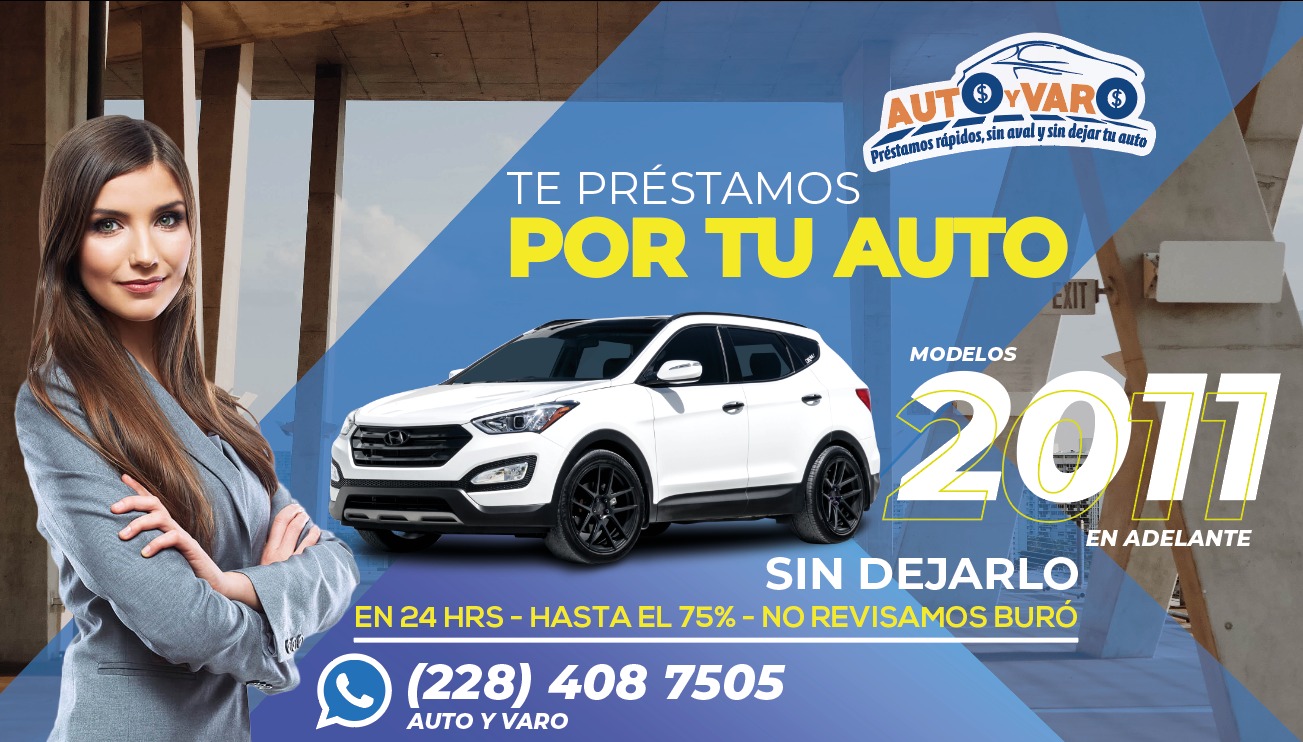 AUTO Y VARO
Préstamos rápidos, sin aval y sin dejar tu auto
TE PRÉSTAMOS
POR TU AUTO
EXIT
MODELOS
2011
EN ADELANTE
SIN DEJARLO
EN 24 HRS - HASTA EL 75% - NO REVISAMOS BURÓ
(228) 408 7505
AUTO Y VARO